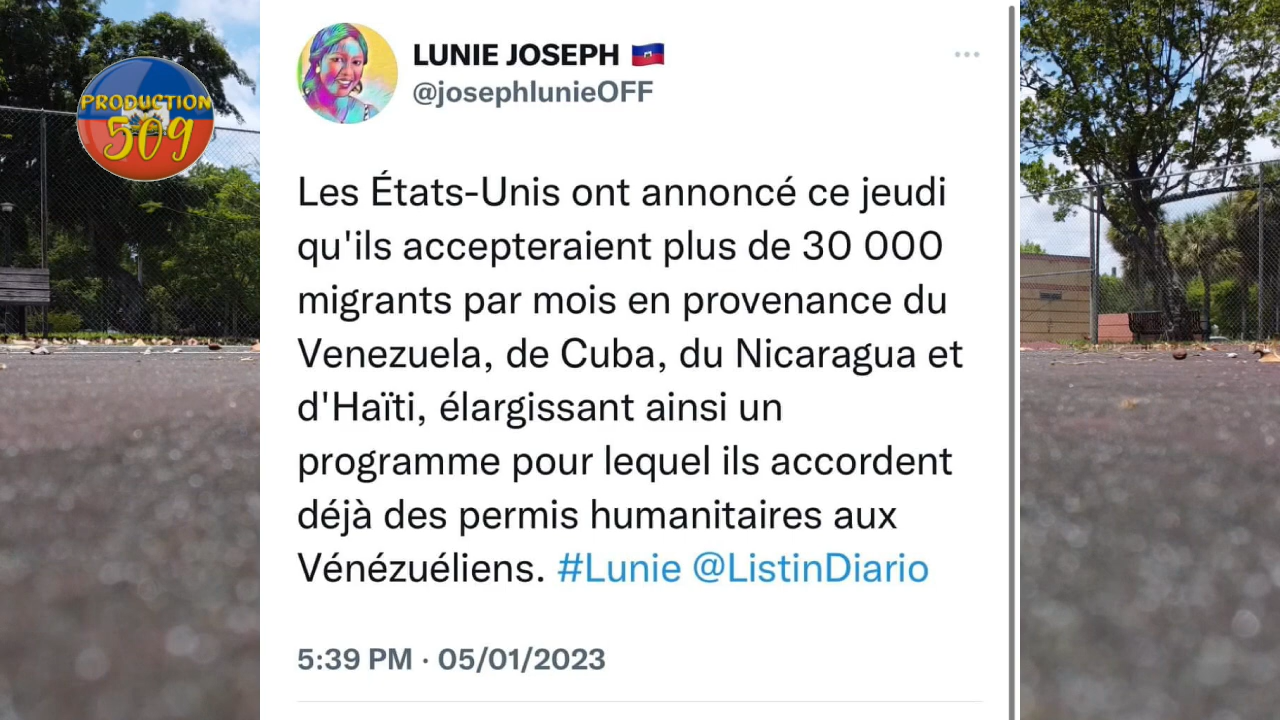 PRODUCTION
509
LUNIE JOSEPH 🇭🇹
@josephlunieOFF
Les États-Unis ont annoncé ce jeudi
qu'ils accepteraient plus de 30 000
migrants par mois en provenance du
Venezuela, de Cuba, du Nicaragua et
d'Haïti, élargissant ainsi un
programme pour lequel ils accordent
déjà des permis humanitaires aux
Vénézuéliens. #Lunie @ListinDiario
5:39 PM · 05/01/2023